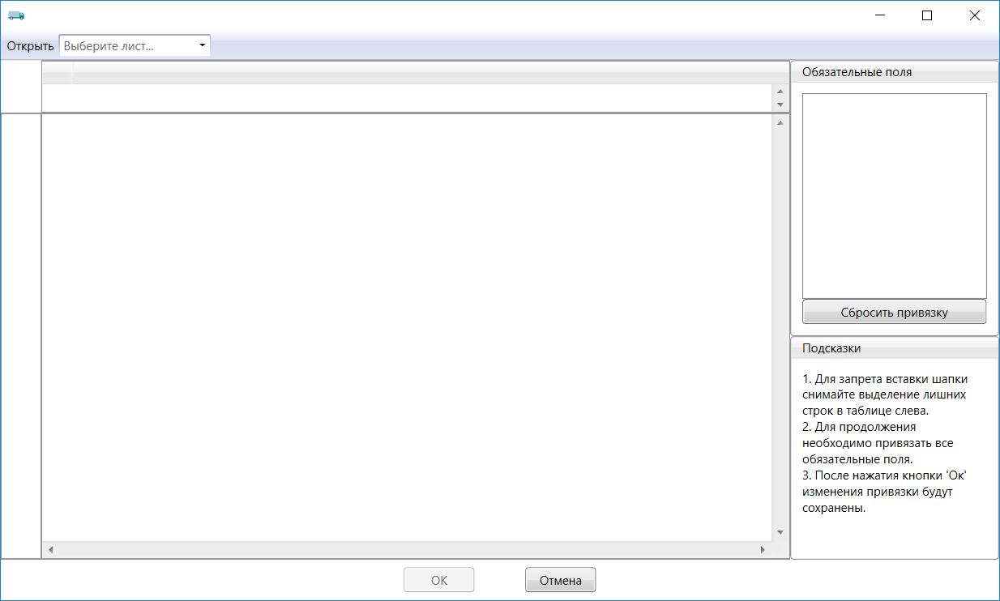 Открыть Выберите лист...
Обязательные поля
Сбросить привязку
Подсказки
1. Для запрета вставки шапки
снимайте выделение лишних
строк в таблице слева.
2. Для продолжения
необходимо привязать все
обязательные поля.
3. После нажатия кнопки 'Ок'
изменения привязки будут
сохранены.
ОК Отмена